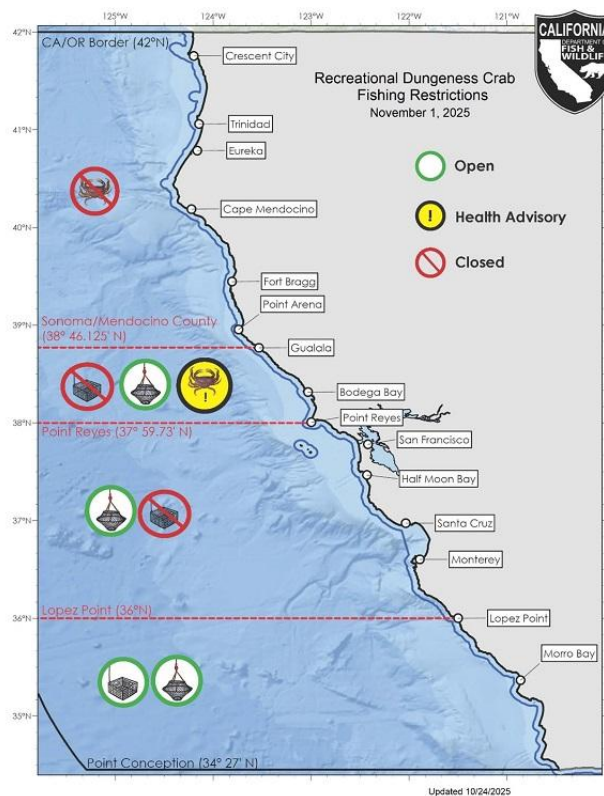 125°W
124°W
123°W
122°W
121°W
42°N
CA/OR Border (42°N)
CALIFORNIA
DEPARTMENT OF
FISH &
WILDLIFE
Crescent City
Recreational Dungeness Crab
Fishing Restrictions
November 1, 2025
41°N
Trinidad
Eureka
Open
Cape Mendocino
! Health Advisory
40°N
Closed
Fort Bragg
Point Arena
39°N
Sonoma/Mendocino County
(38° 46.125' N)
Gualala
!
Bodega Bay
38°N
Point Reyes
Point Reyes (37° 59.73' N)
San Francisco
Half Moon Bay
37°N
Santa Cruz
Monterey
36°N
Lopez Point (36°N)
Lopez Point
Morro Bay
35°N
Point Conception (34° 27' N)
Updated 10/24/2025